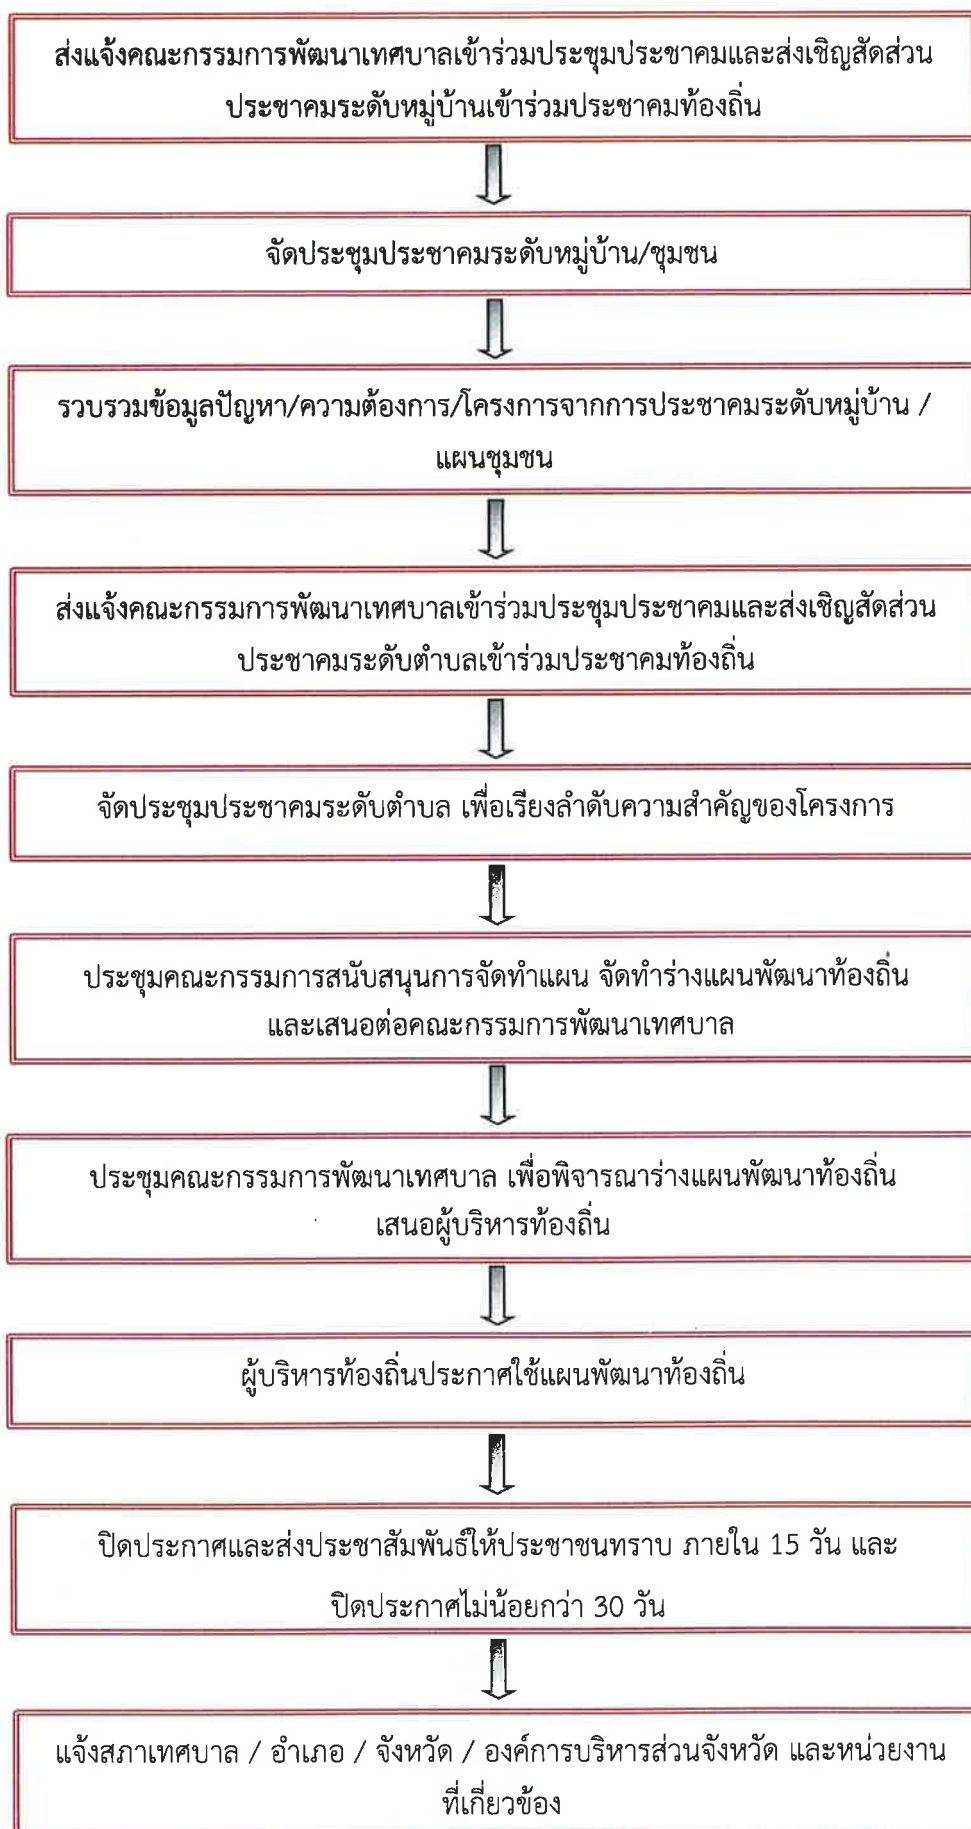 ส่งแจ้งคณะกรรมการพัฒนาเทศบาลเข้าร่วมประชุมประชาคมและส่งเชิญสัดส่วน
ประชาคมระดับหมู่บ้านเข้าร่วมประชาคมท้องถิ่น
จัดประชุมประชาคมระดับหมู่บ้าน/ชุมชน
รวบรวมข้อมูลปัญหา/ความต้องการ/โครงการจากการประชาคมระดับหมู่บ้าน /
แผนชุมชน
ส่งแจ้งคณะกรรมการพัฒนาเทศบาลเข้าร่วมประชุมประชาคมและส่งเชิญสัดส่วน
ประชาคมระดับตำบลเข้าร่วมประชาคมท้องถิ่น
จัดประชุมประชาคมระดับตำบล เพื่อเรียงลำดับความสำคัญของโครงการ
ประชุมคณะกรรมการสนับสนุนการจัดทำแผน จัดทำร่างแผนพัฒนาท้องถิ่น
และเสนอต่อคณะกรรมการพัฒนาเทศบาล
ประชุมคณะกรรมการพัฒนาเทศบาล เพื่อพิจารณาร่างแผนพัฒนาท้องถิ่น
เสนอผู้บริหารท้องถิ่น
ผู้บริหารท้องถิ่นประกาศใช้แผนพัฒนาท้องถิ่น
ปิดประกาศและส่งประชาสัมพันธ์ให้ประชาชนทราบ ภายใน 15 วัน และ
ปิดประกาศไม่น้อยกว่า 30 วัน
แจ้งสภาเทศบาล / อำเภอ / จังหวัด / องค์การบริหารส่วนจังหวัด และหน่วยงาน
ที่เกี่ยวข้อง